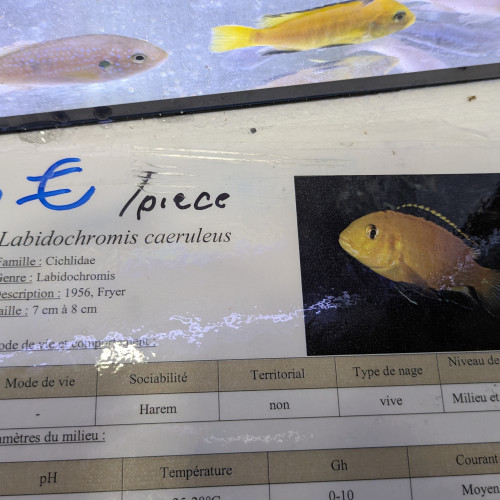 € /piece
Labidochromis caeruleus
Famille : Cichlidae
Genre : Labidochromis
Description : 1956, Fryer
Taille : 7 cm à 8 cm
Mode de vie et comportement :
Mode de vie Sociabilité Territorial Type de nage Niveau de
- Harem non vive Milieu et
Paramètres du milieu :
pH Température Gh Courant
0-10 Moyen